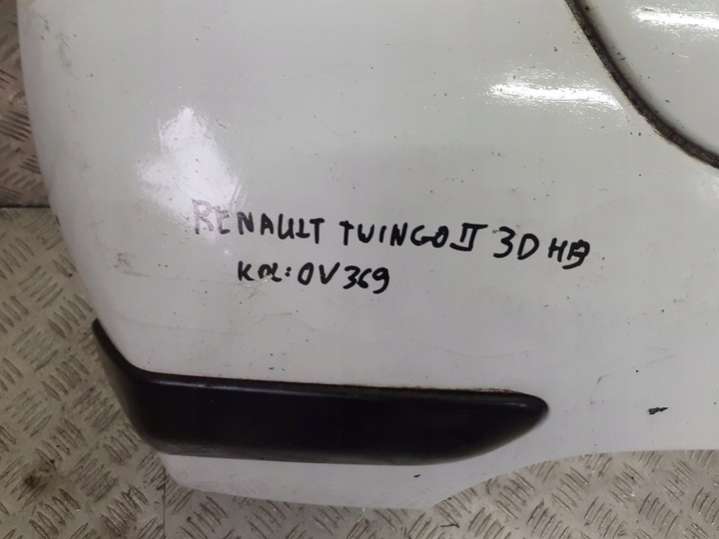 RENAULT TWINGO II 3D HB
KOL: OV369